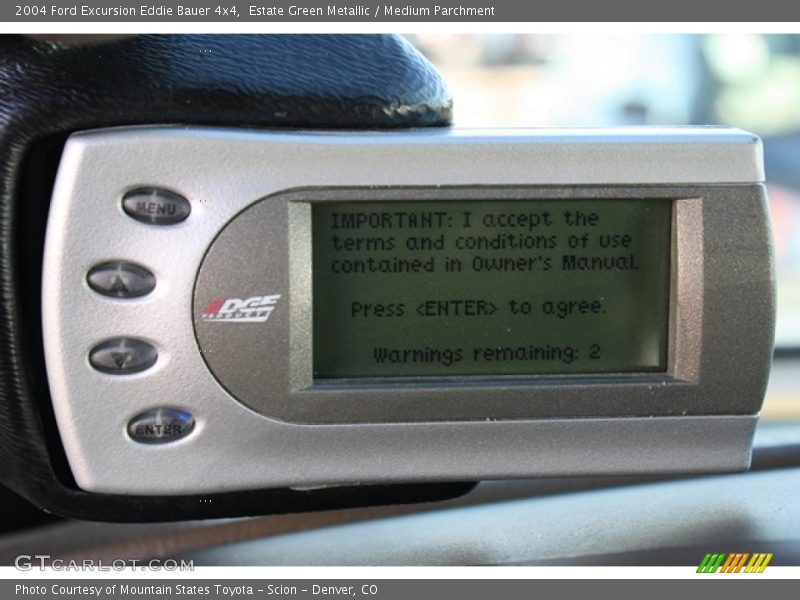 2004 Ford Excursion Eddie Bauer 4x4,  Estate Green Metallic / Medium Parchment
MENU
IMPORTANT: I accept the
terms and conditions of use
contained in Owner's Manual.
Press <ENTER> to agree.
Warnings remaining: 2
EDGE
PRODUCTS
ENTER
GTCARLOT.COM
Photo Courtesy of Mountain States Toyota - Scion - Denver, CO